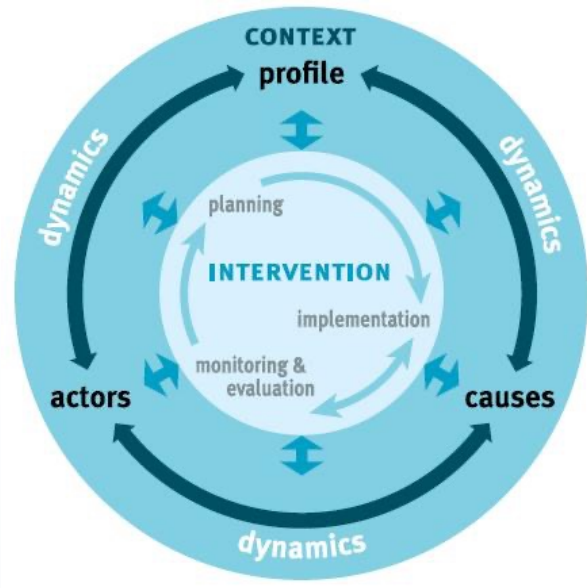 CONTEXT
profile
dynamics
dynamics
planning
INTERVENTION
implementation
monitoring &
evaluation
actors
causes
dynamics